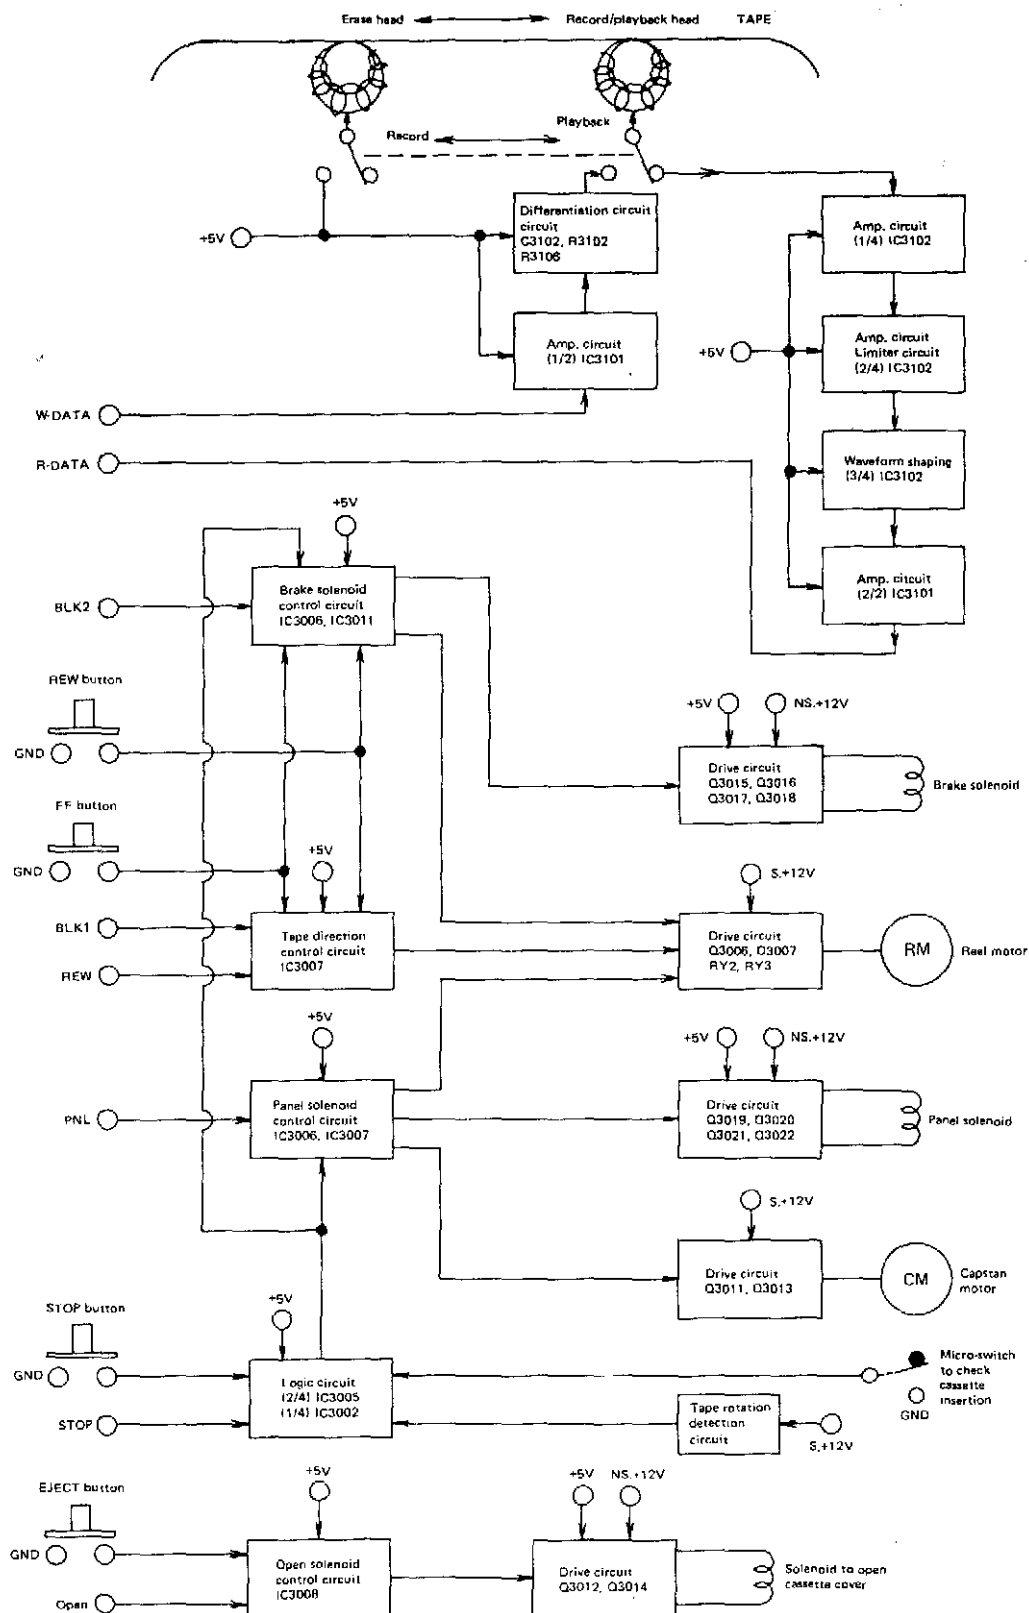 Erase head
Record/playback head
TAPE
Playback
Record
+5V
Differentiation circuit
circuit
C3102, R3102
R3106
Amp. circuit
(1/4) IC3102
Amp. circuit
(1/2) IC3101
+5V
Amp. circuit
Limiter circuit
(2/4) IC3102
W-DATA
R-DATA
Waveform shaping
(3/4) IC3102
+5V
Amp. circuit
(2/2) IC3101
BLK2
Brake solenoid
control circuit
IC3006, IC3011
REW button
GND
+5V
NS.+12V
Drive circuit
Q3015, Q3016
Q3017, Q3018
Brake solenoid
FF button
GND
+5V
S.+12V
BLK1
REW
Tape direction
control circuit
IC3007
Drive circuit
Q3006, Q3007
RY2, RY3
RM
Reel motor
+5V
+5V
NS.+12V
PNL
Panel solenoid
control circuit
IC3006, IC3007
Drive circuit
Q3019, Q3020
Q3021, Q3022
Panel solenoid
S.+12V
Drive circuit
Q3011, Q3013
CM
Capstan
motor
STOP button
GND
+5V
STOP
Logic circuit
(2/4) IC3005
(1/4) IC3002
Micro-switch
to check
cassette
insertion
GND
Tape rotation
detection
circuit
S.+12V
EJECT button
GND
+5V
+5V
NS.+12V
Open
Open solenoid
control circuit
IC3008
Drive circuit
Q3012, Q3014
Solenoid to open
cassette cover